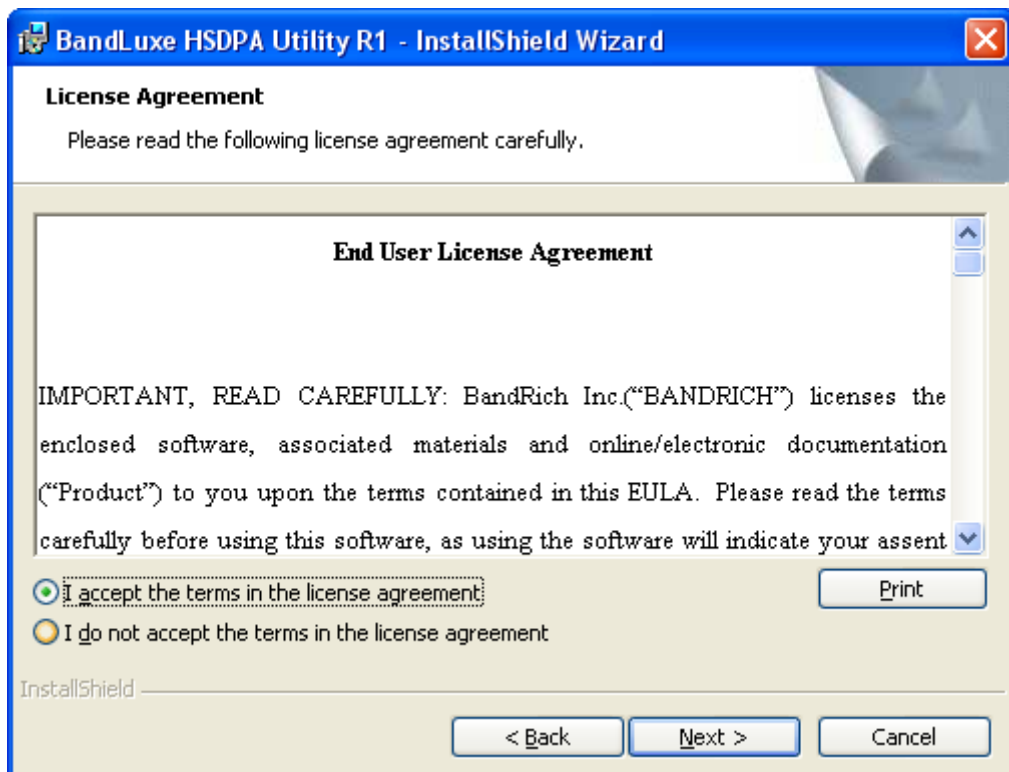 BandLuxe HSDPA Utility R1 - InstallShield Wizard
License Agreement
Please read the following license agreement carefully.
End User License Agreement
IMPORTANT, READ CAREFULLY: BandRich Inc.(“BANDRICH”) licenses the
enclosed software, associated materials and online/electronic documentation
(“Product”) to you upon the terms contained in this EULA. Please read the terms
carefully before using this software, as using the software will indicate your assent
I accept the terms in the license agreement
Print
I do not accept the terms in the license agreement
InstallShield
< Back
Next >
Cancel